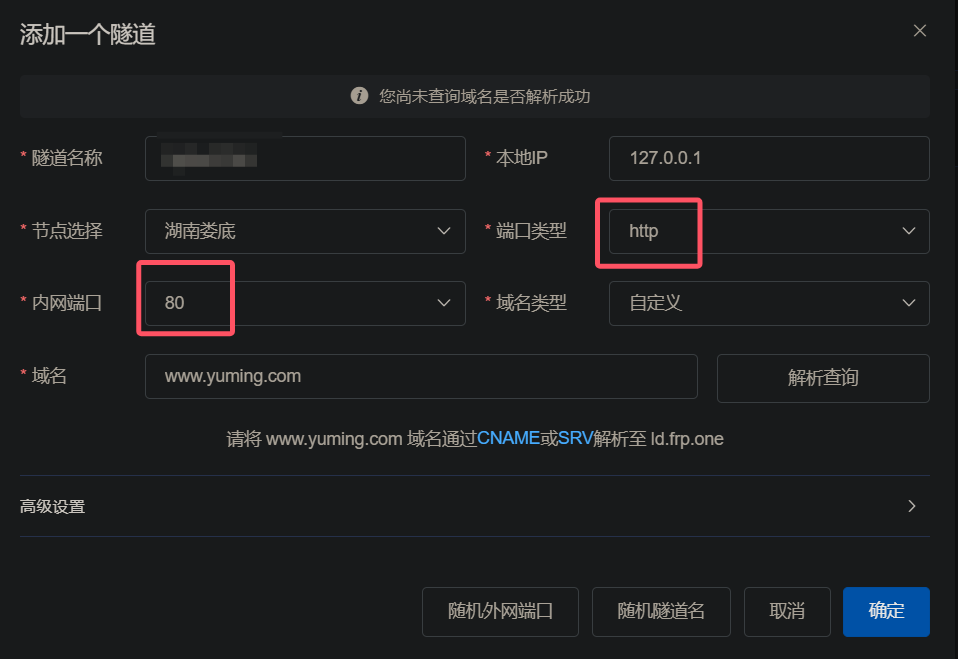 添加一个隧道
您尚未查询域名是否解析成功
* 隧道名称
* 本地IP 127.0.0.1
* 节点选择 湖南娄底
* 端口类型 http
* 内网端口 80
* 域名类型 自定义
* 域名 www.yuming.com 解析查询
请将 www.yuming.com 域名通过CNAME或SRV解析至 ld.frp.one
高级设置
随机外网端口 随机隧道名 取消 确定